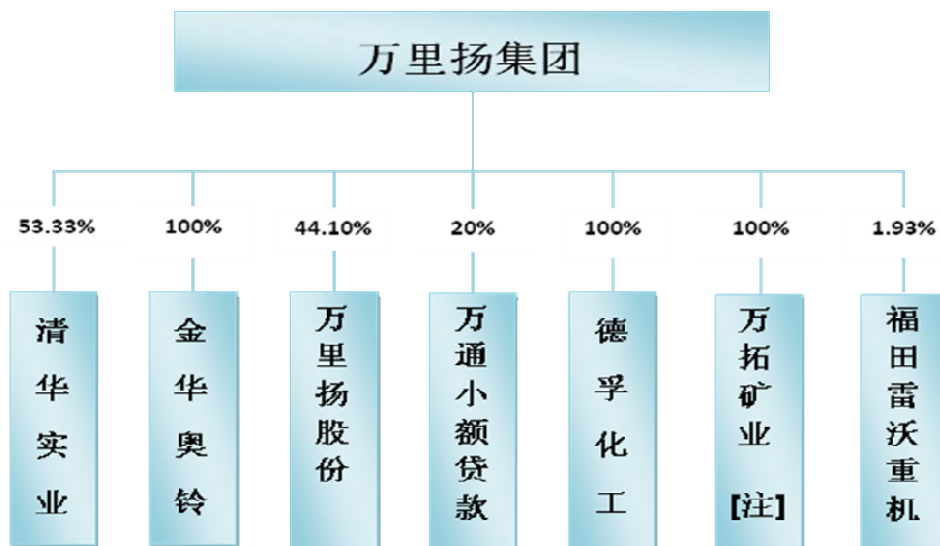 万里扬集团
53.33%
100%
44.10%
20%
100%
100%
1.93%
清华实业
金华奥铃
万里扬股份
万通小额贷款
德孚化工
万拓矿业[注]
福田雷沃重机